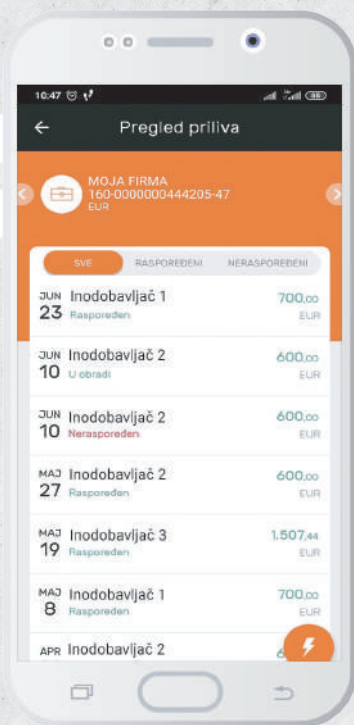 10:47
Pregled priliva
MOJA FIRMA
160-0000000444205-47
EUR
SVE RASPOREĐENI NERASPOREĐENI
JUN 23 Inodobavljač 1 700,00
Raspoređen EUR
JUN 10 Inodobavljač 2 600,00
U obradi EUR
JUN 10 Inodobavljač 2 600,00
Neraspoređen EUR
MAJ 27 Inodobavljač 2 600,00
Raspoređen EUR
MAJ 19 Inodobavljač 3 1.507,44
Raspoređen EUR
MAJ 8 Inodobavljač 1 700,00
Raspoređen EUR
APR Inodobavljač 2